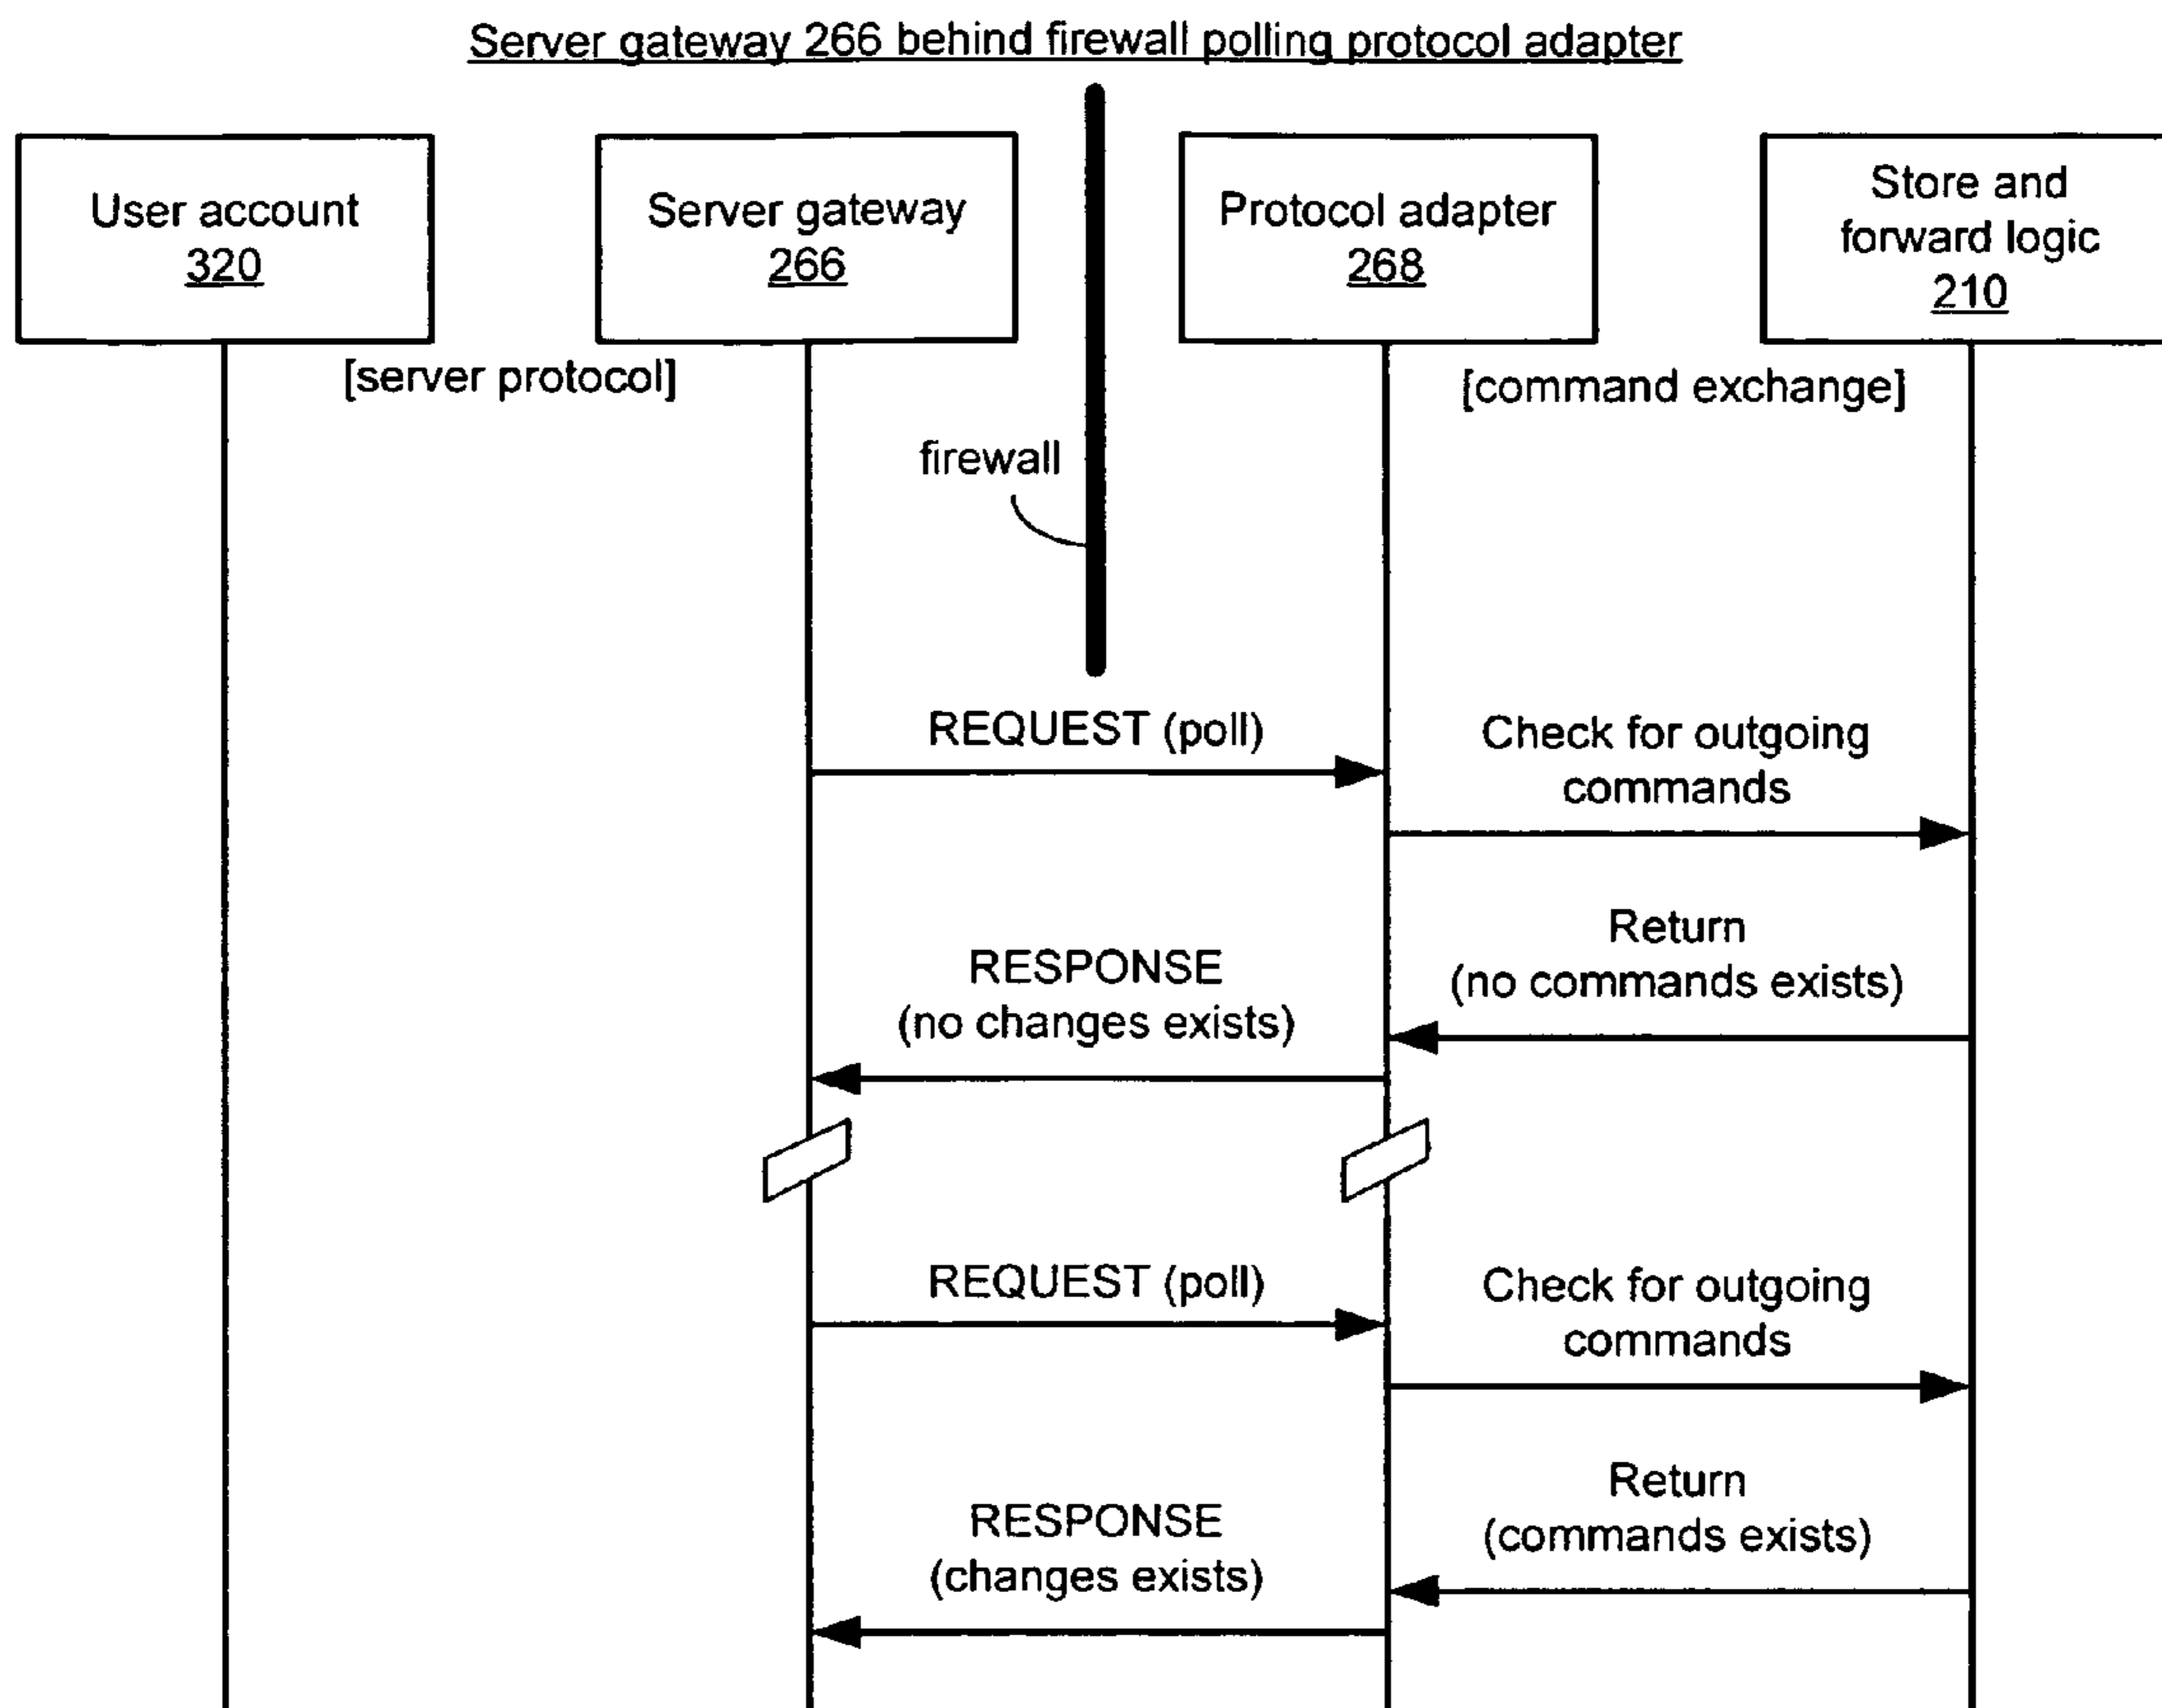 Server gateway 266 behind firewall polling protocol adapter
User account
320
Server gateway
266
Protocol adapter
268
Store and
forward logic
210
[server protocol]
[command exchange]
firewall
REQUEST (poll)
Check for outgoing
commands
Return
(no commands exists)
RESPONSE
(no changes exists)
REQUEST (poll)
Check for outgoing
commands
Return
(commands exists)
RESPONSE
(changes exists)